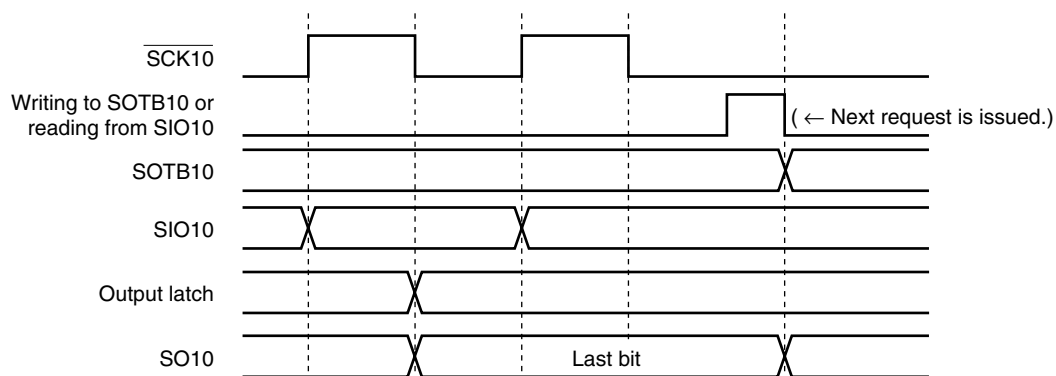 SCK10
Writing to SOTB10 or
reading from SIO10
( ← Next request is issued.)
SOTB10
SIO10
Output latch
SO10
Last bit